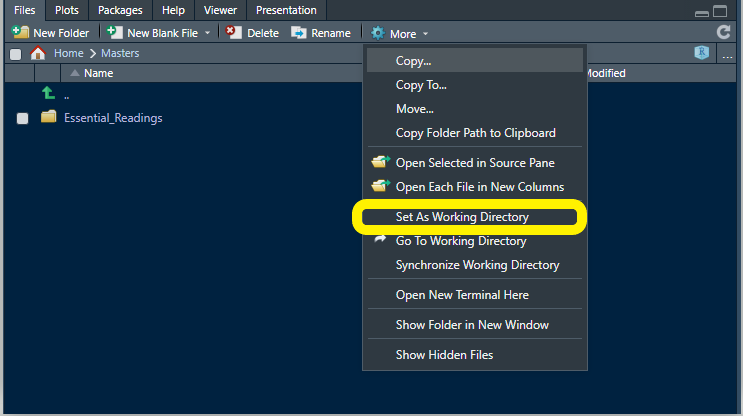 Files Plots Packages Help Viewer Presentation
New Folder New Blank File Delete Rename More
Home Masters R ...
Name Modified
..
Essential_Readings
Copy...
Copy To...
Move...
Copy Folder Path to Clipboard
Open Selected in Source Pane
Open Each File in New Columns
Set As Working Directory
Go To Working Directory
Synchronize Working Directory
Open New Terminal Here
Show Folder in New Window
Show Hidden Files